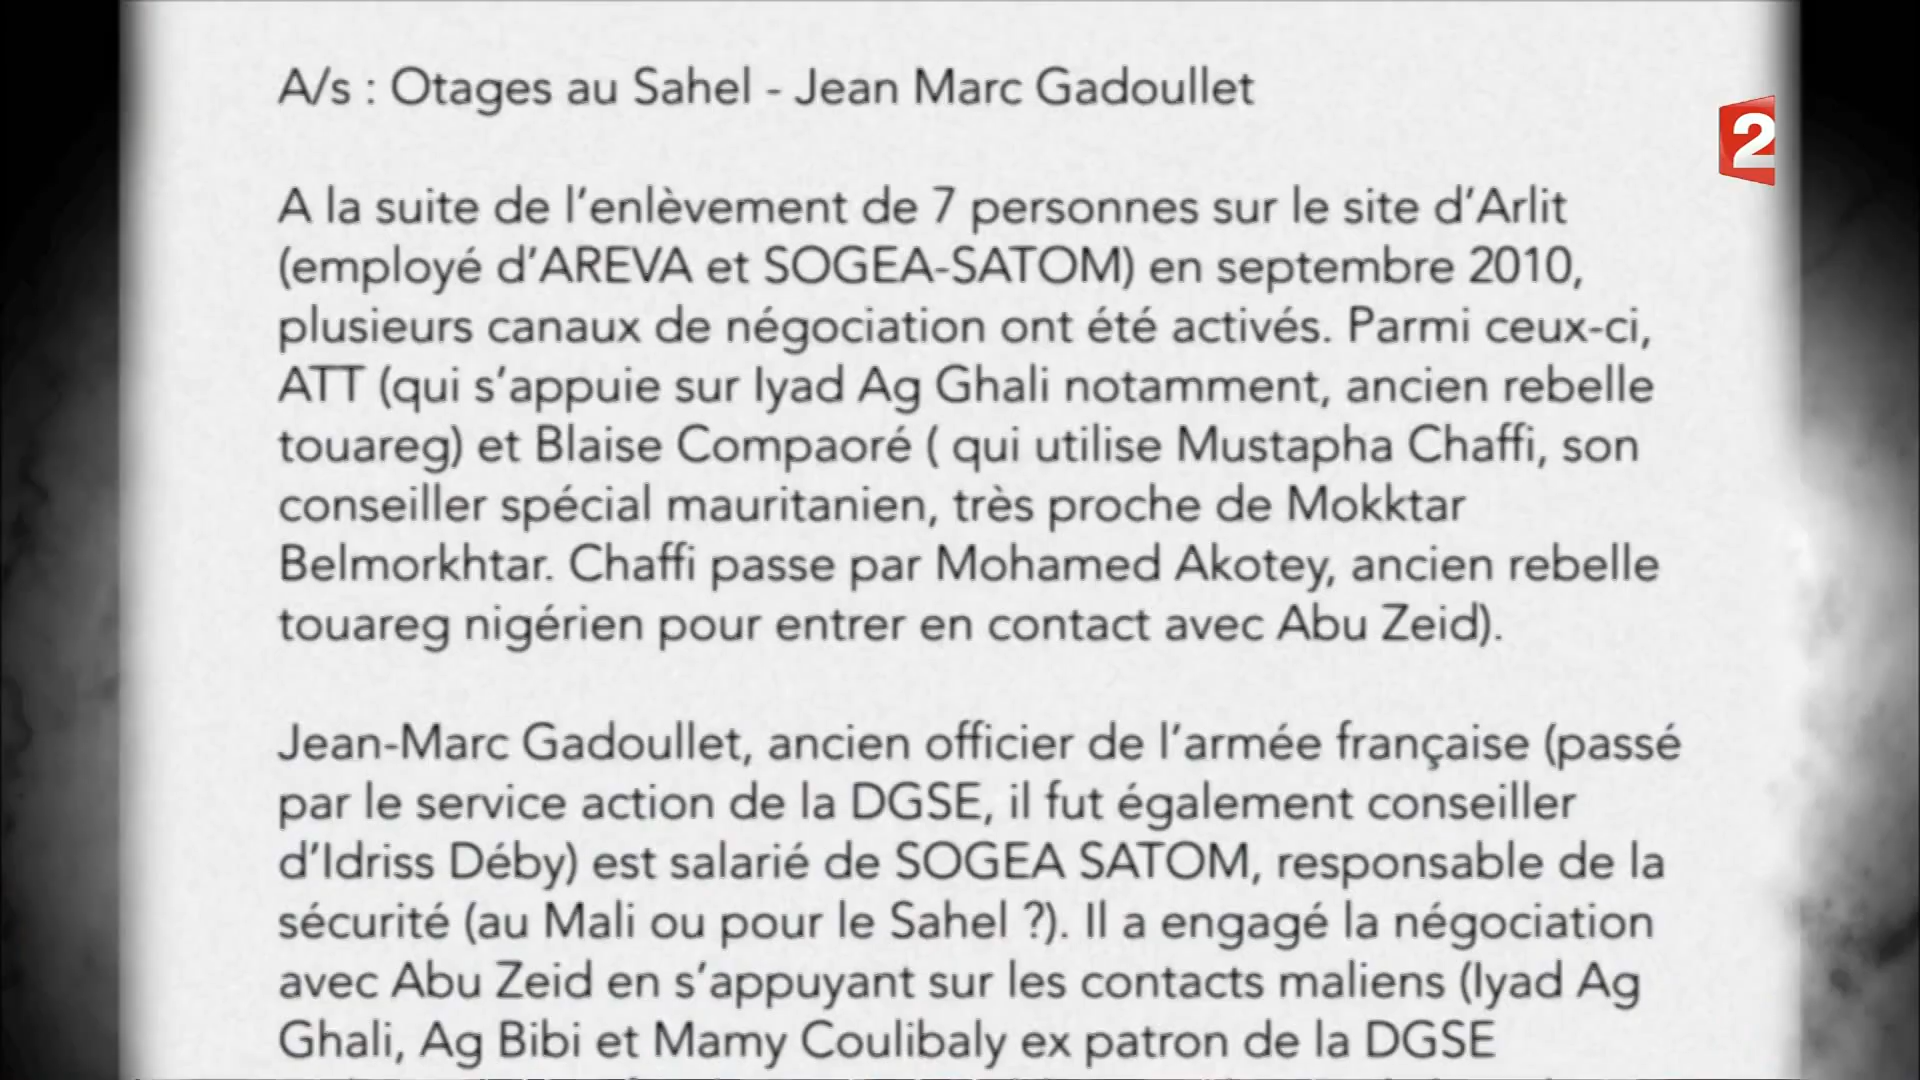 A/s : Otages au Sahel - Jean Marc Gadoullet
2
A la suite de l'enlèvement de 7 personnes sur le site d'Arlit
(employé d'AREVA et SOGEA-SATOM) en septembre 2010,
plusieurs canaux de négociation ont été activés. Parmi ceux-ci,
ATT (qui s'appuie sur Iyad Ag Ghali notamment, ancien rebelle
touareg) et Blaise Compaoré ( qui utilise Mustapha Chaffi, son
conseiller spécial mauritanien, très proche de Mokktar
Belmorkhtar. Chaffi passe par Mohamed Akotey, ancien rebelle
touareg nigérien pour entrer en contact avec Abu Zeid).
Jean-Marc Gadoullet, ancien officier de l'armée française (passé
par le service action de la DGSE, il fut également conseiller
d'Idriss Déby) est salarié de SOGEA SATOM, responsable de la
sécurité (au Mali ou pour le Sahel ?). Il a engagé la négociation
avec Abu Zeid en s'appuyant sur les contacts maliens (Iyad Ag
Ghali, Ag Bibi et Mamy Coulibaly ex patron de la DGSE